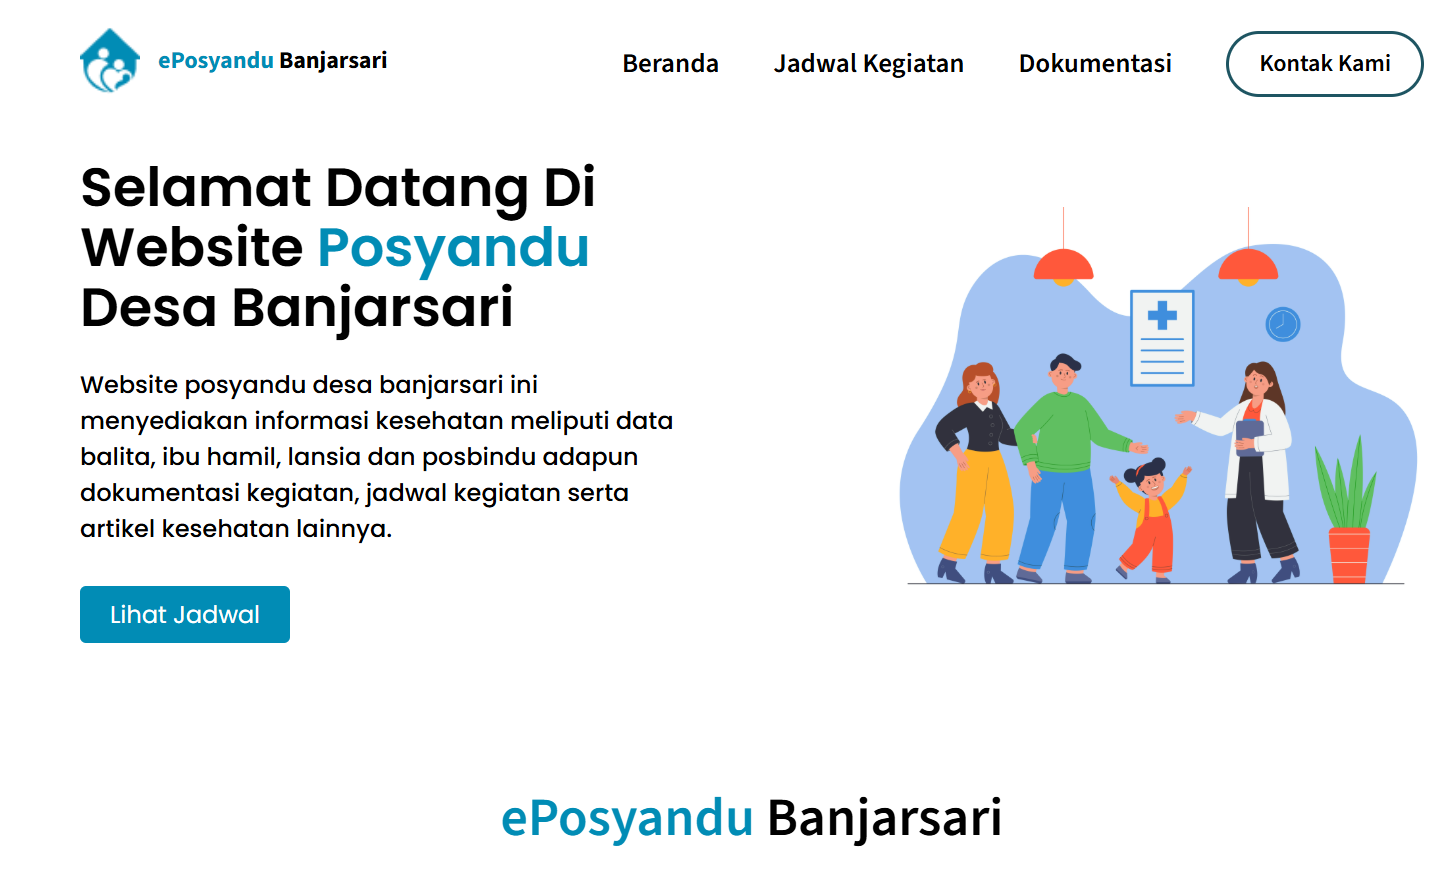 ePosyandu Banjarsari
Beranda
Jadwal Kegiatan
Dokumentasi
Kontak Kami
Selamat Datang Di
Website Posyandu
Desa Banjarsari
Website posyandu desa banjarsari ini
menyediakan informasi kesehatan meliputi data
balita, ibu hamil, lansia dan posbindu adapun
dokumentasi kegiatan, jadwal kegiatan serta
artikel kesehatan lainnya.
Lihat Jadwal
ePosyandu Banjarsari